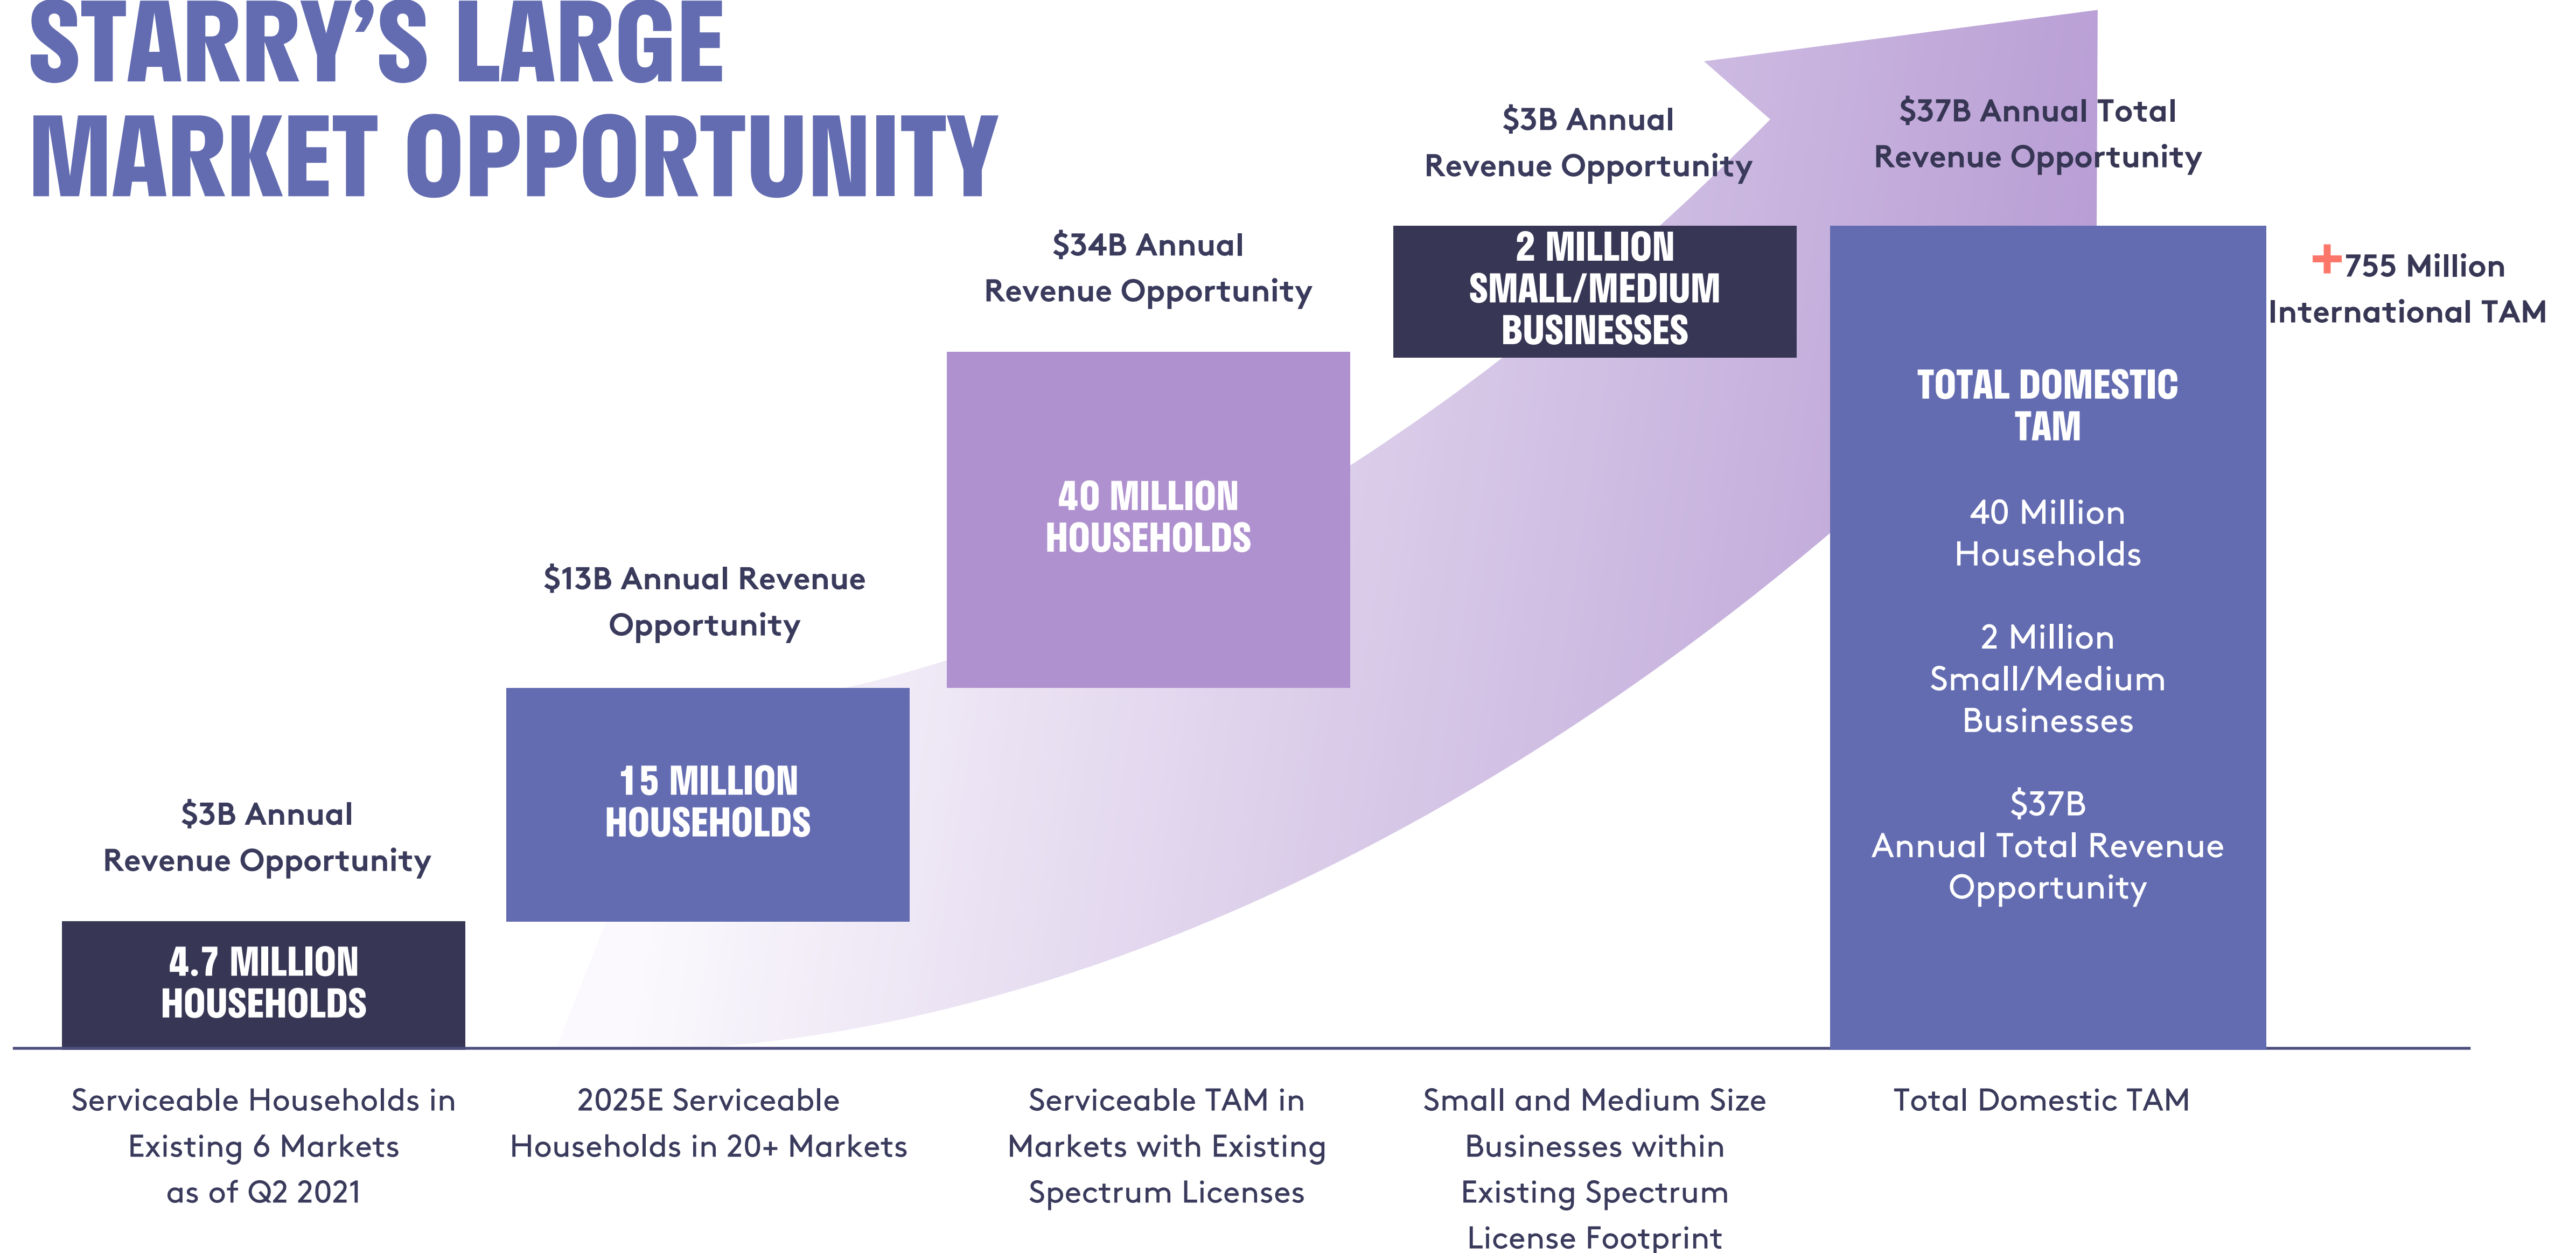 STARRY'S LARGE
MARKET OPPORTUNITY
$3B Annual
Revenue Opportunity
4.7 MILLION
HOUSEHOLDS
Serviceable Households in
Existing 6 Markets
as of Q2 2021
$13B Annual Revenue
Opportunity
15 MILLION
HOUSEHOLDS
2025E Serviceable
Households in 20+ Markets
$34B Annual
Revenue Opportunity
40 MILLION
HOUSEHOLDS
Serviceable TAM in
Markets with Existing
Spectrum Licenses
$3B Annual
Revenue Opportunity
2 MILLION
SMALL/MEDIUM
BUSINESSES
Small and Medium Size
Businesses within
Existing Spectrum
License Footprint
$37B Annual Total
Revenue Opportunity
TOTAL DOMESTIC
TAM
40 Million
Households
2 Million
Small/Medium
Businesses
$37B
Annual Total Revenue
Opportunity
Total Domestic TAM
+755 Million
International TAM